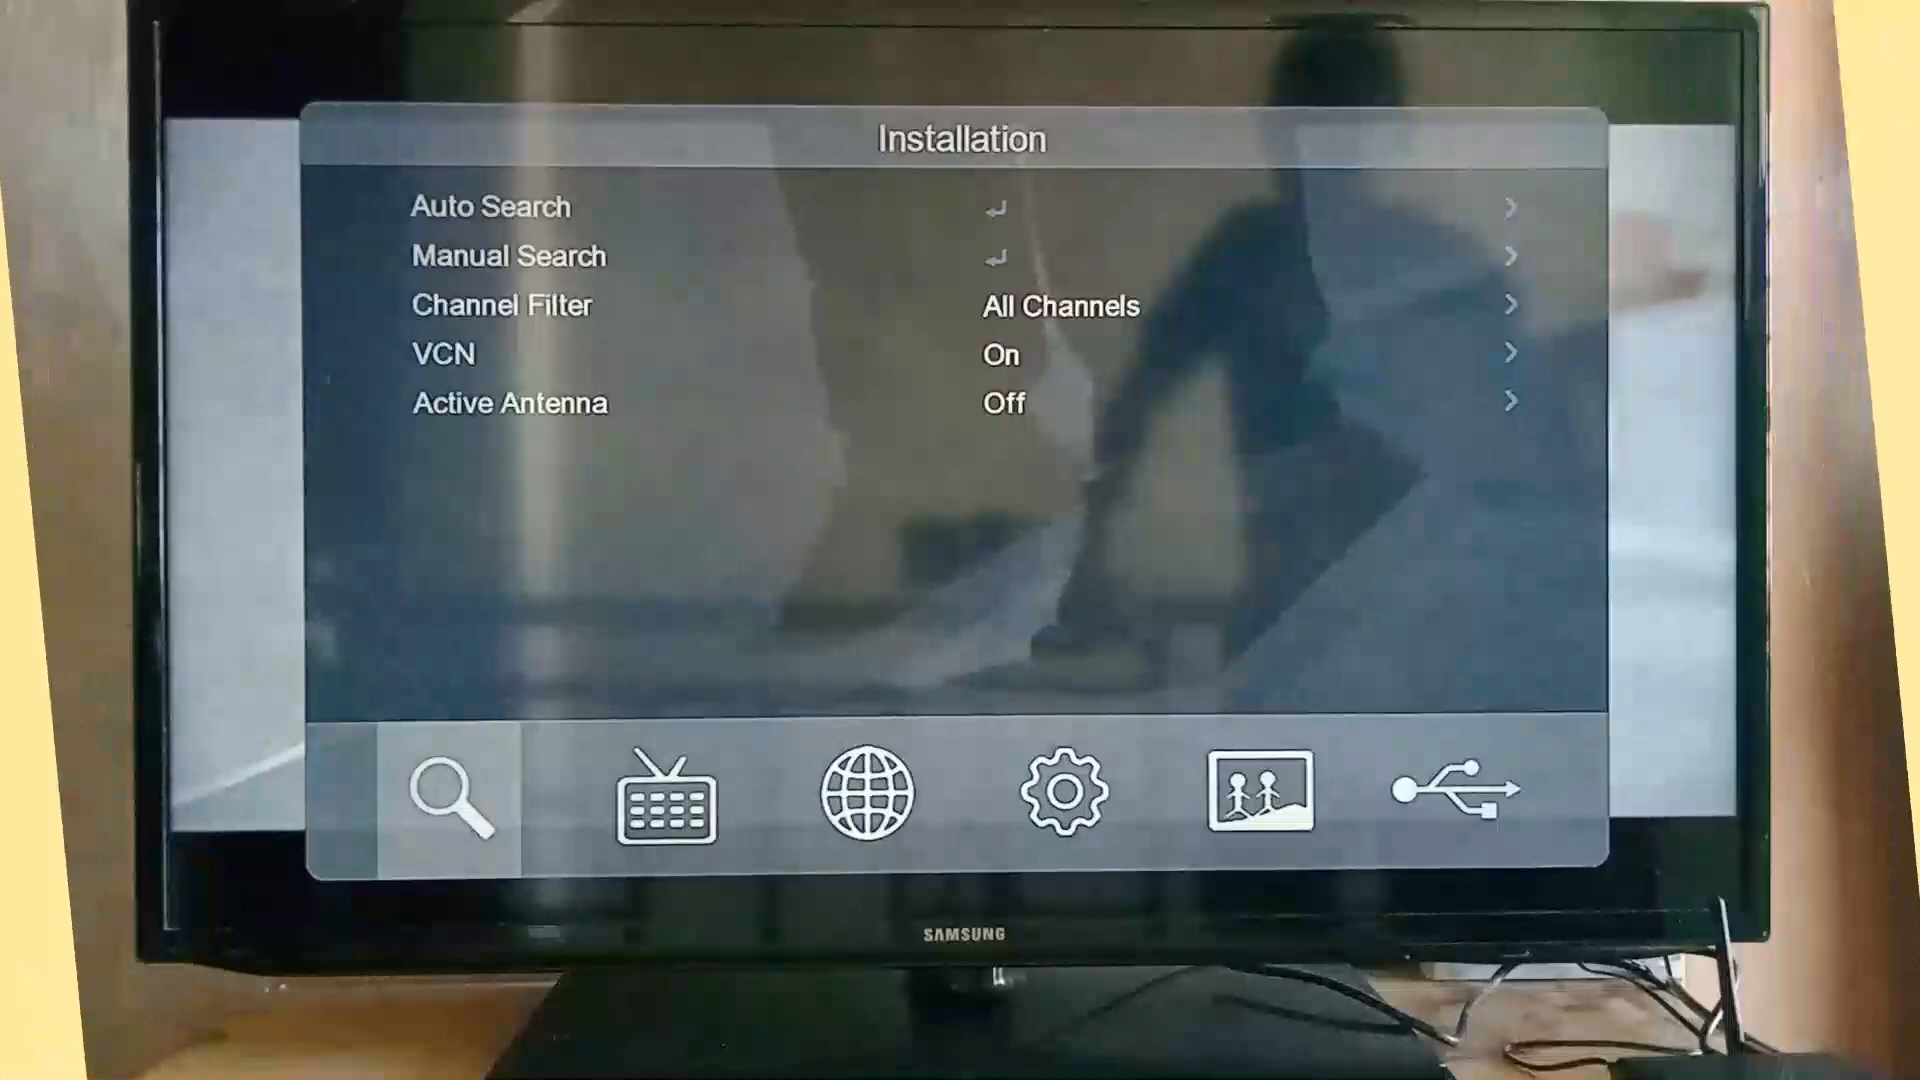 Installation
Auto Search
Manual Search
Channel Filter All Channels
VCN On
Active Antenna Off
SAMSUNG